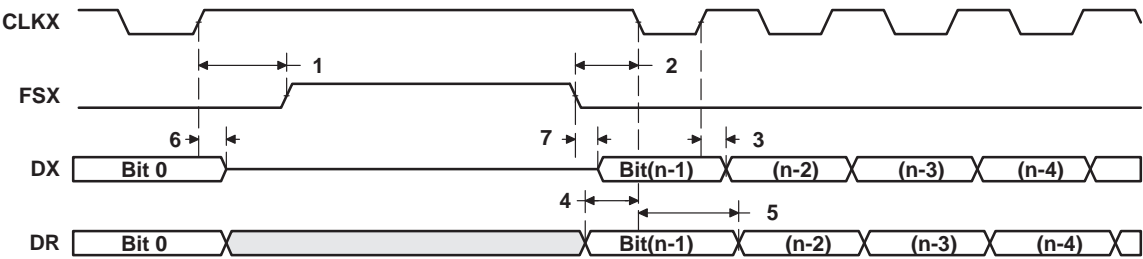 CLKX
1
2
FSX
6
7
3
DX
Bit 0
Bit(n-1)
(n-2)
(n-3)
(n-4)
4
5
DR
Bit 0
Bit(n-1)
(n-2)
(n-3)
(n-4)